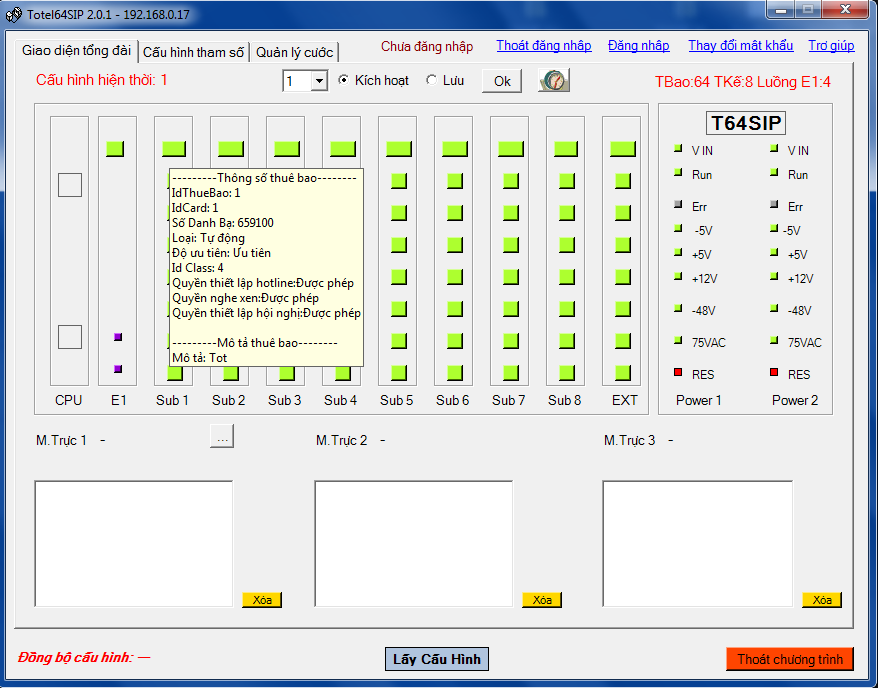 Totel64SIP 2.0.1 - 192.168.0.17
Giao diện tổng đài Cấu hình tham số Quản lý cước Chưa đăng nhập Thoát đăng nhập Đăng nhập Thay đổi mât khẩu Trợ giúp
Cấu hình hiện thời: 1 1 Kích hoạt Lưu Ok TBao:64 TKế:8 Luồng E1:4
T64SIP
V IN V IN
Run Run
Err Err
-5V -5V
+5V +5V
+12V +12V
-48V -48V
75VAC 75VAC
RES RES
Power 1 Power 2
---------Thông số thuê bao--------
IdThueBao: 1
IdCard: 1
Số Danh Bạ: 659100
Loại: Tự động
Độ ưu tiên: Ưu tiên
Id Class: 4
Quyền thiết lập hotline:Được phép
Quyền nghe xen:Được phép
Quyền thiết lập hội nghị:Được phép
---------Mô tả thuê bao--------
Mô tả: Tot
CPU E1 Sub 1 Sub 2 Sub 3 Sub 4 Sub 5 Sub 6 Sub 7 Sub 8 EXT
M.Trực 1 - ... M.Trực 2 - M.Trực 3 -
Xóa Xóa Xóa
Đồng bộ cấu hình: ---
Lấy Cấu Hình
Thoát chương trình